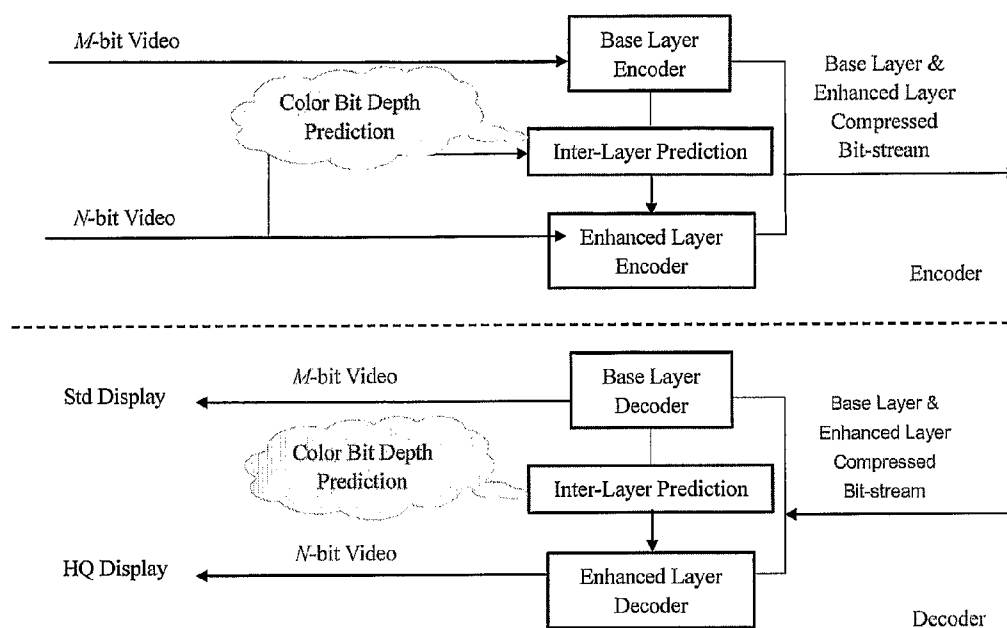 M-bit Video
Base Layer
Encoder
Base Layer &
Enhanced Layer
Compressed
Bit-stream
Color Bit Depth
Prediction
Inter-Layer Prediction
N-bit Video
Enhanced Layer
Encoder
Encoder
M-bit Video
Std Display
Base Layer
Decoder
Base Layer &
Enhanced Layer
Compressed
Bit-stream
Color Bit Depth
Prediction
Inter-Layer Prediction
N-bit Video
HQ Display
Enhanced Layer
Decoder
Decoder